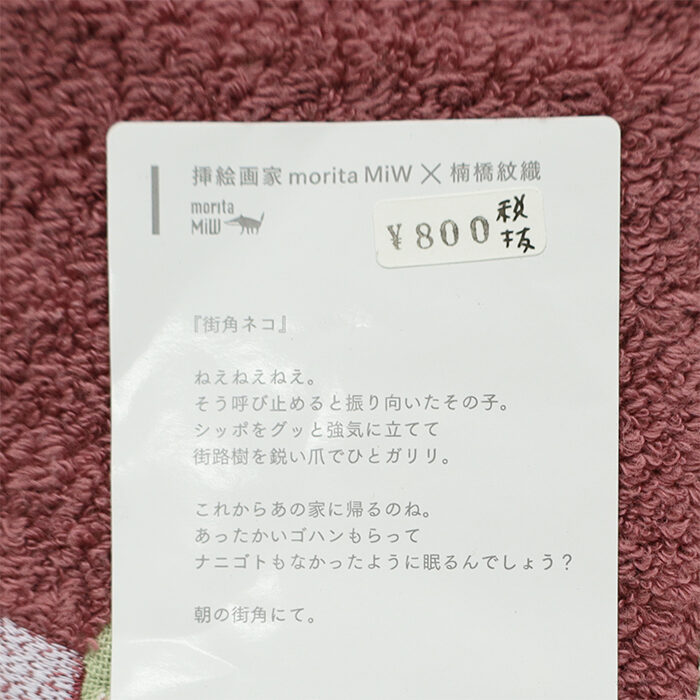 挿絵画家 morita MiW × 楠橋紋織
morita
MiW
¥800 税抜
『街角ネコ』
ねえねえねえ。
そう呼び止めると振り向いたその子。
シッポをグッと強気に立てて
街路樹を鋭い爪でひとガリリ。
これからあの家に帰るのね。
あったかいゴハンもらって
ナニゴトもなかったように眠るんでしょう？
朝の街角にて。